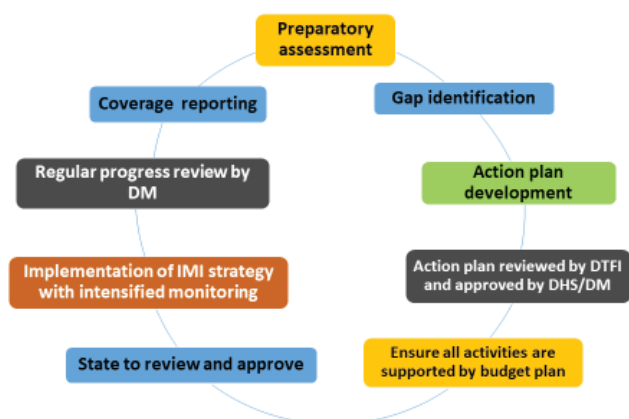 Preparatory
assessment
Gap identification
Action plan
development
Action plan reviewed by DTFI
and approved by DHS/DM
Ensure all activities are
supported by budget plan
State to review and approve
Implementation of IMI strategy
with intensified monitoring
Regular progress review by
DM
Coverage reporting